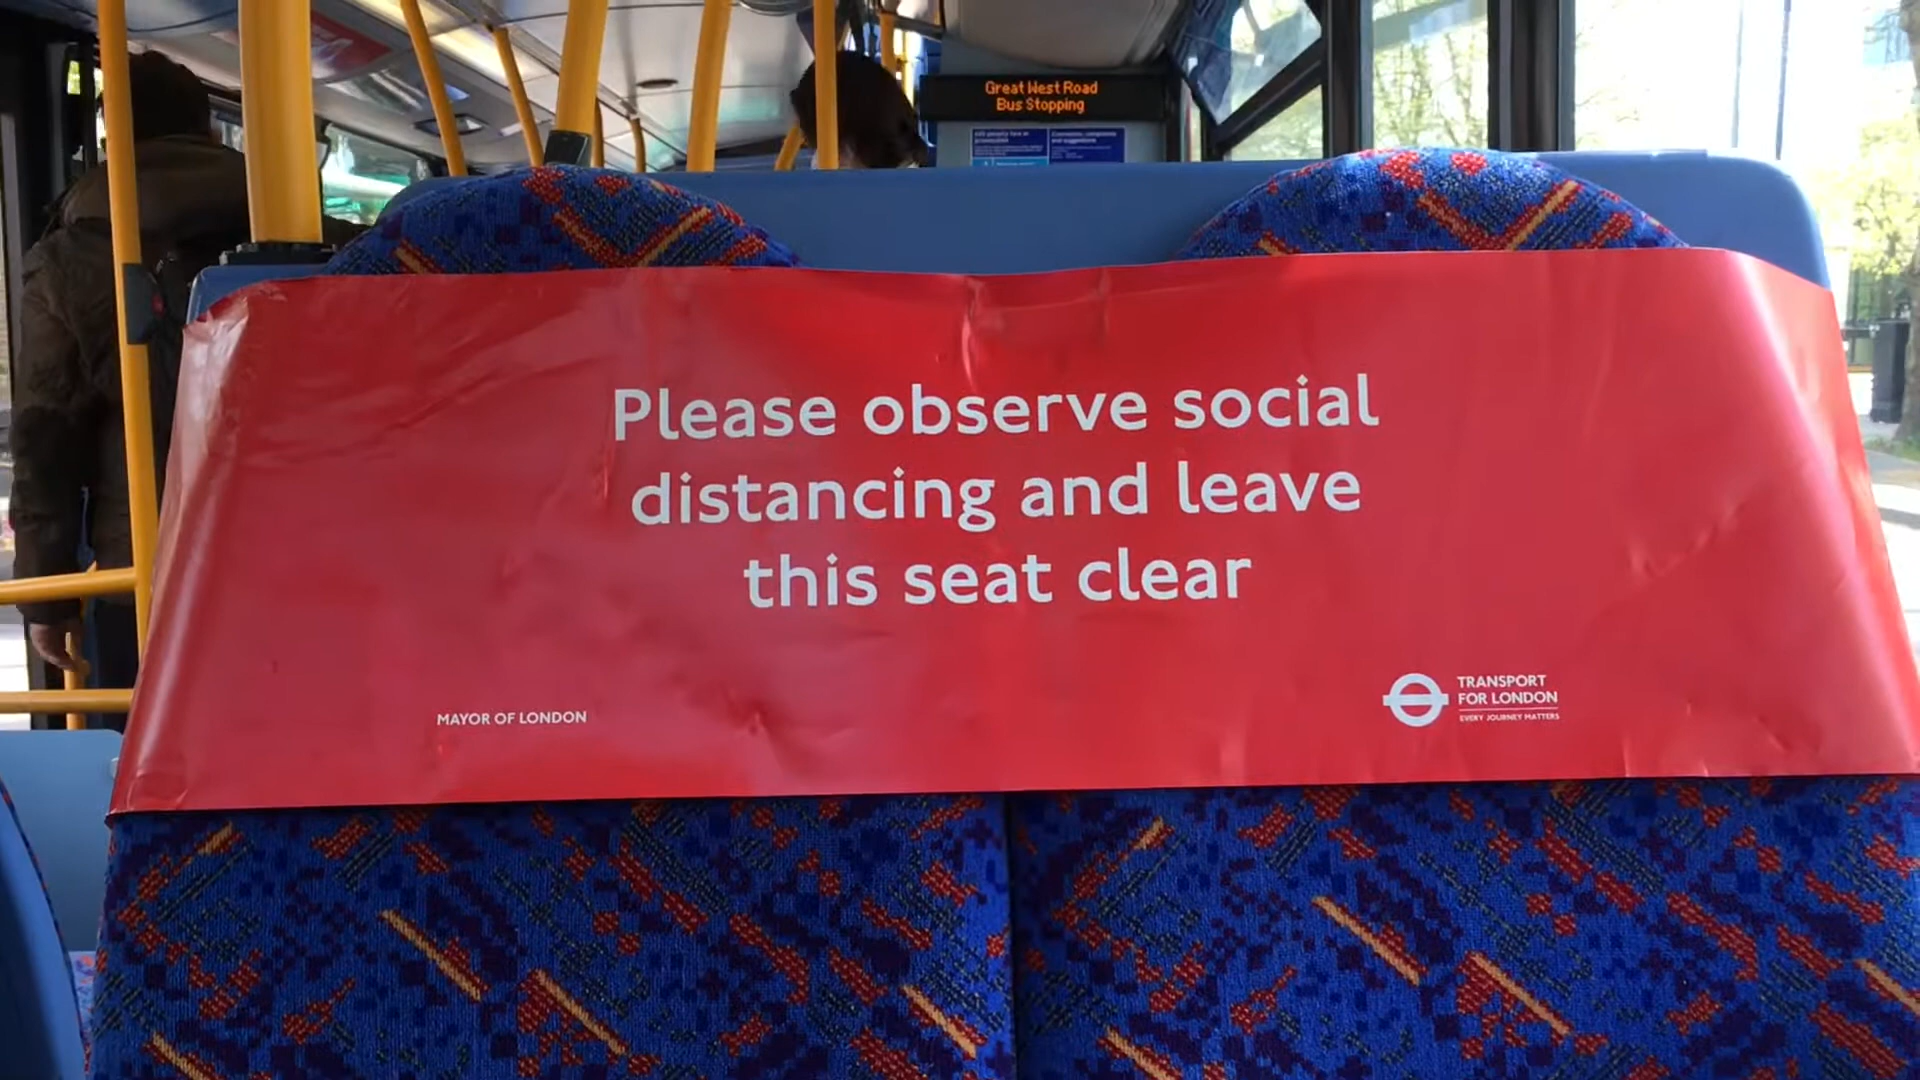 Great West Road
Bus Stopping
Please observe social
distancing and leave
this seat clear
MAYOR OF LONDON
TRANSPORT
FOR LONDON
EVERY JOURNEY MATTERS